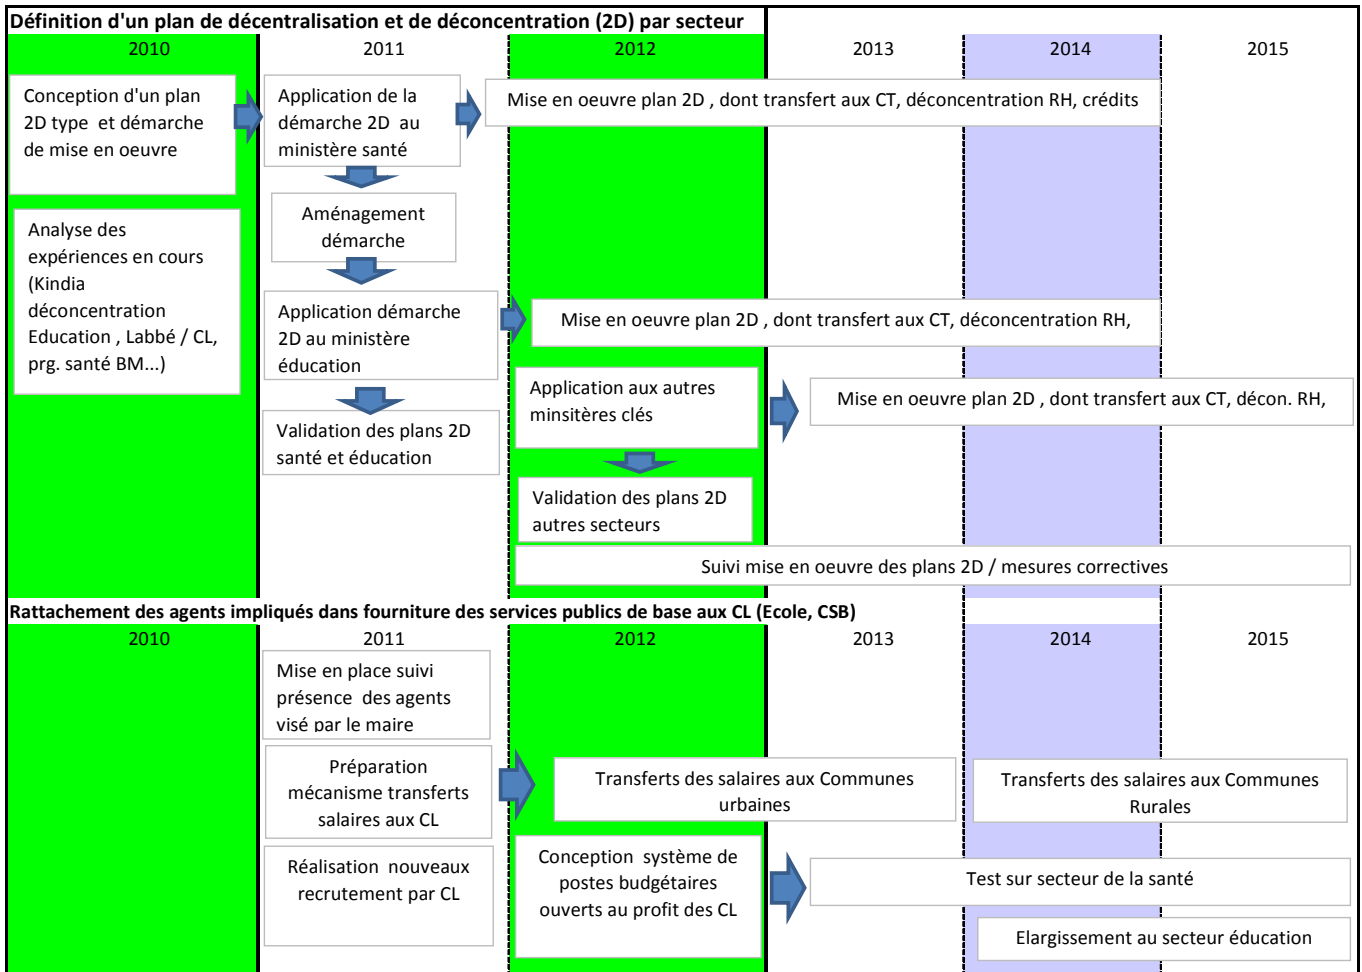 Définition d'un plan de décentralisation et de déconcentration (2D) par secteur
2010 2011 2012 2013 2014 2015
Conception d'un plan
2D type et démarche
de mise en oeuvre
Application de la
démarche 2D au
ministère santé
Mise en oeuvre plan 2D , dont transfert aux CT, déconcentration RH, crédits
Aménagement
démarche
Analyse des
expériences en cours
(Kindia
déconcentration
Education , Labbé / CL,
prg. santé BM...)
Application démarche
2D au ministère
éducation
Mise en oeuvre plan 2D , dont transfert aux CT, déconcentration RH,
Application aux autres
minsitères clés
Mise en oeuvre plan 2D , dont transfert aux CT, décon. RH,
Validation des plans 2D
santé et éducation
Validation des plans 2D
autres secteurs
Suivi mise en oeuvre des plans 2D / mesures correctives
Rattachement des agents impliqués dans fourniture des services publics de base aux CL (Ecole, CSB)
2010 2011 2012 2013 2014 2015
Mise en place suivi
présence des agents
visé par le maire
Préparation
mécanisme transferts
salaires aux CL
Transferts des salaires aux Communes
urbaines
Transferts des salaires aux Communes
Rurales
Réalisation nouveaux
recrutement par CL
Conception système de
postes budgétaires
ouverts au profit des CL
Test sur secteur de la santé
Elargissement au secteur éducation